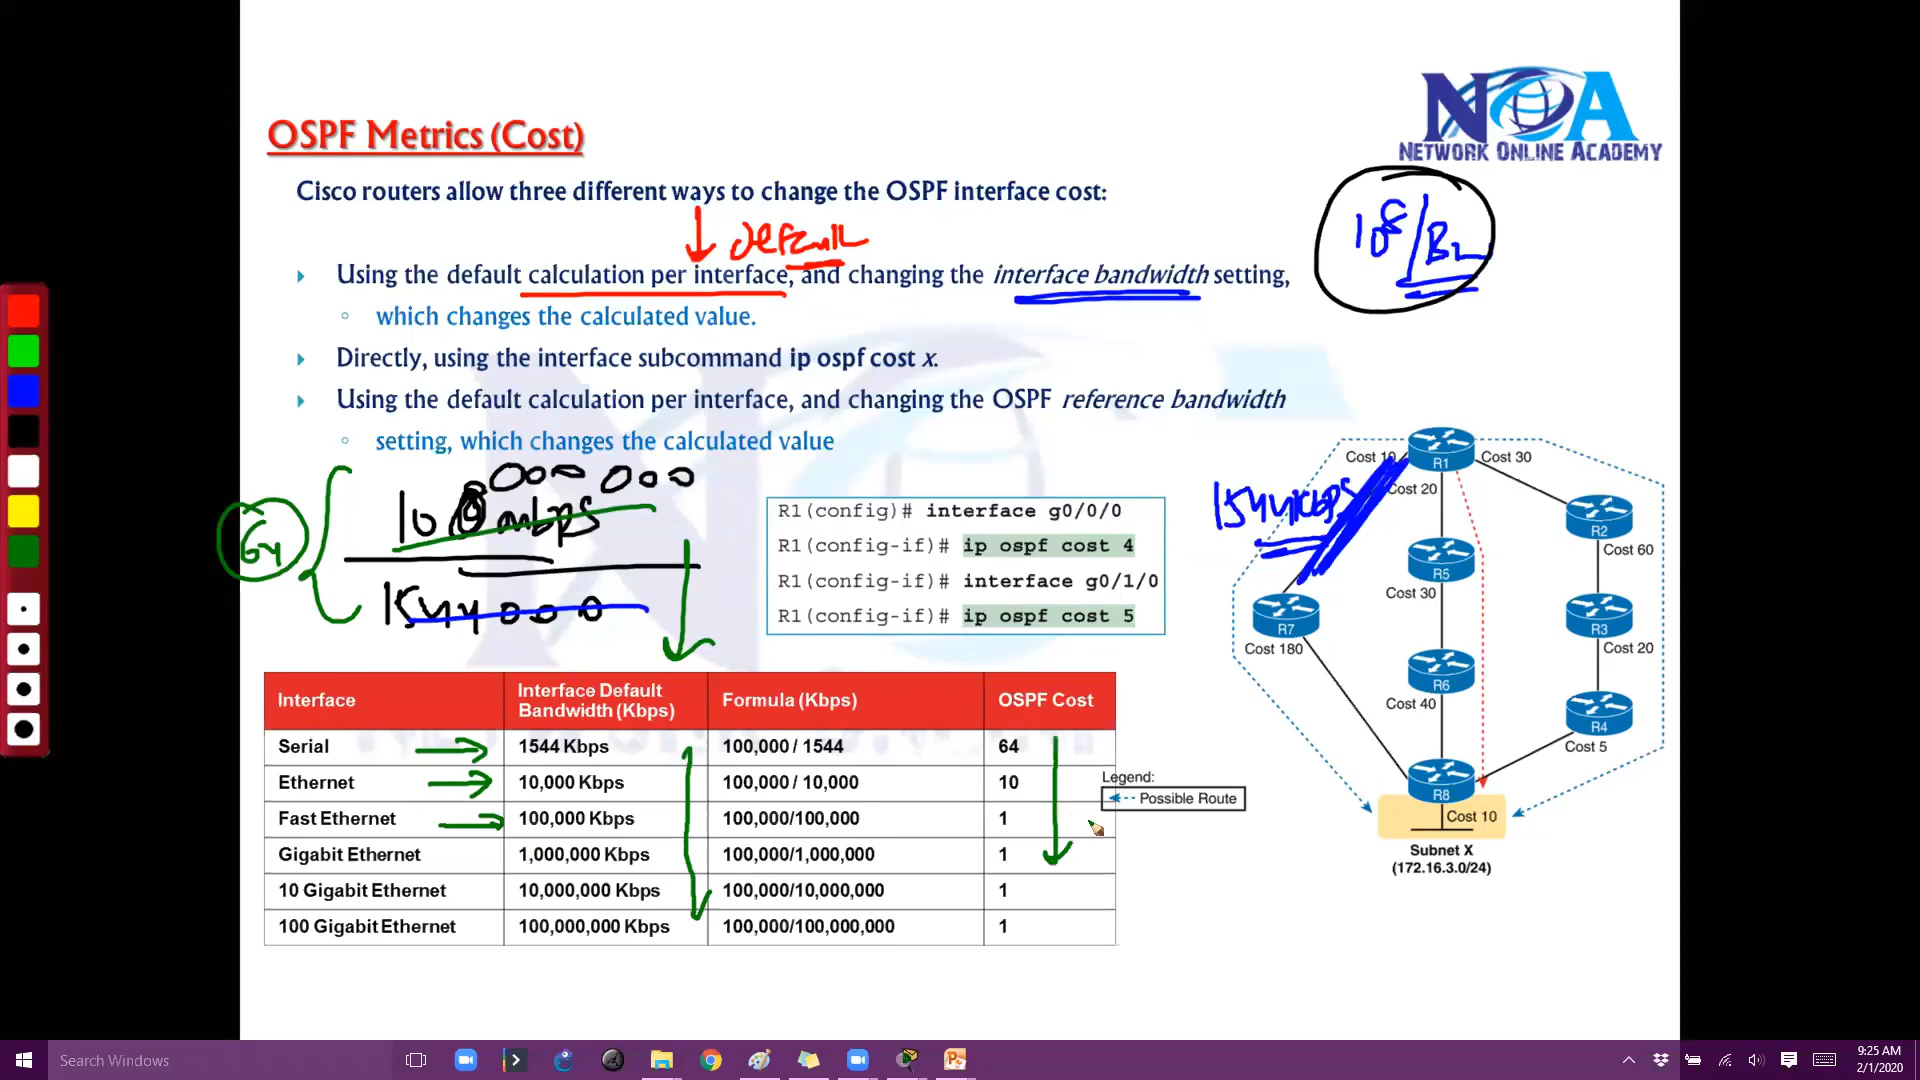 NETWORK ONLINE ACADEMY
OSPF Metrics (Cost)
Cisco routers allow three different ways to change the OSPF interface cost:
default
10^8/BW
Using the default calculation per interface, and changing the interface bandwidth setting,
which changes the calculated value.
Directly, using the interface subcommand ip ospf cost x.
Using the default calculation per interface, and changing the OSPF reference bandwidth
setting, which changes the calculated value
000 000
100 mbps
64
1544000
R1(config)# interface g0/0/0
R1(config-if)# ip ospf cost 4
R1(config-if)# interface g0/1/0
R1(config-if)# ip ospf cost 5
Cost 10
R1
Cost 30
1544kbps
Cost 20
R2
Cost 60
R5
Cost 30
R7
Cost 180
R3
Cost 20
R6
Cost 40
R4
Cost 5
R8
Cost 10
Subnet X
(172.16.3.0/24)
Legend:
Possible Route
Interface Interface Default Bandwidth (Kbps) Formula (Kbps) OSPF Cost
Serial 1544 Kbps 100,000 / 1544 64
Ethernet 10,000 Kbps 100,000 / 10,000 10
Fast Ethernet 100,000 Kbps 100,000/100,000 1
Gigabit Ethernet 1,000,000 Kbps 100,000/1,000,000 1
10 Gigabit Ethernet 10,000,000 Kbps 100,000/10,000,000 1
100 Gigabit Ethernet 100,000,000 Kbps 100,000/100,000,000 1
Search Windows
9:25 AM
2/1/2020